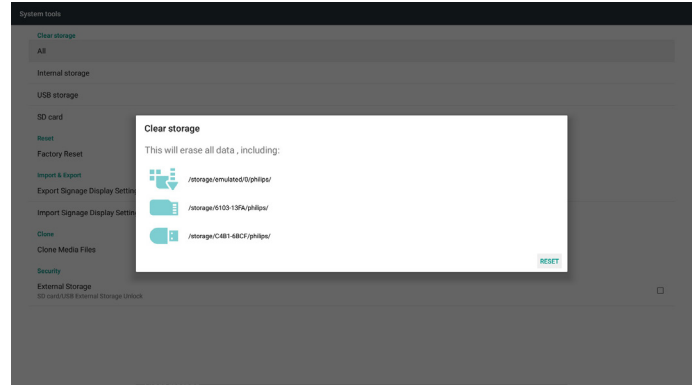 System tools
Clear storage
All
Internal storage
USB storage
SD card
Reset
Factory Reset
Import & Export
Export Signage Display Settin
Import Signage Display Settin
Clone
Clone Media Files
Security
External Storage
SD card/USB External Storage Unlock
Clear storage
This will erase all data , including:
/storage/emulated/0/philips/
/storage/6103-13FA/philips/
/storage/C4B1-6BCF/philips/
RESET